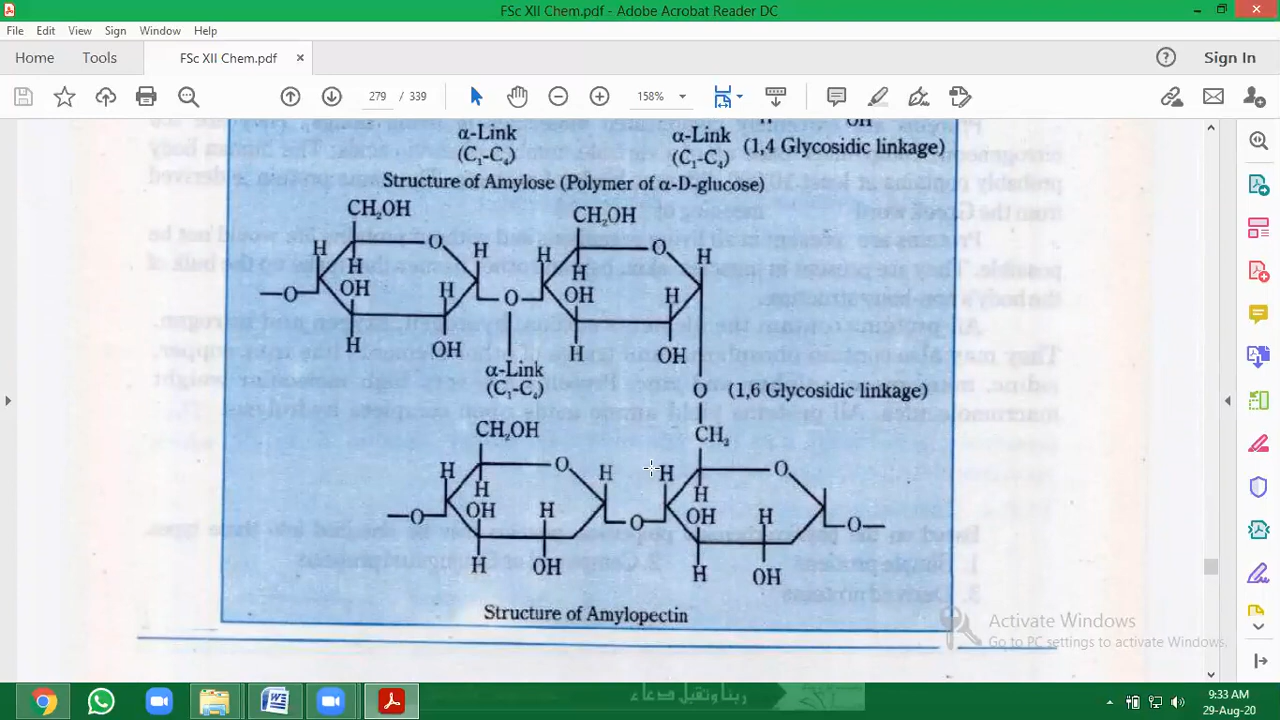 FSc XII Chem.pdf - Adobe Acrobat Reader DC
File Edit View Sign Window Help
Home Tools FSc XII Chem.pdf × Sign In
279 / 339 158%
H OH
α-Link α-Link (1,4 Glycosidic linkage)
(C₁-C₄) (C₁-C₄)
Structure of Amylose (Polymer of α-D-glucose)
CH₂OH CH₂OH
H O H H O H
H H
O OH H O OH H
H OH H OH
α-Link
(C₁-C₄)
O (1,6 Glycosidic linkage)
CH₂OH CH₂
H O H H O
H H
O OH H O OH H O
H OH H OH
Structure of Amylopectin
Activate Windows
Go to PC settings to activate Windows.
ربنا وتقبل دعاء
9:33 AM
29-Aug-20